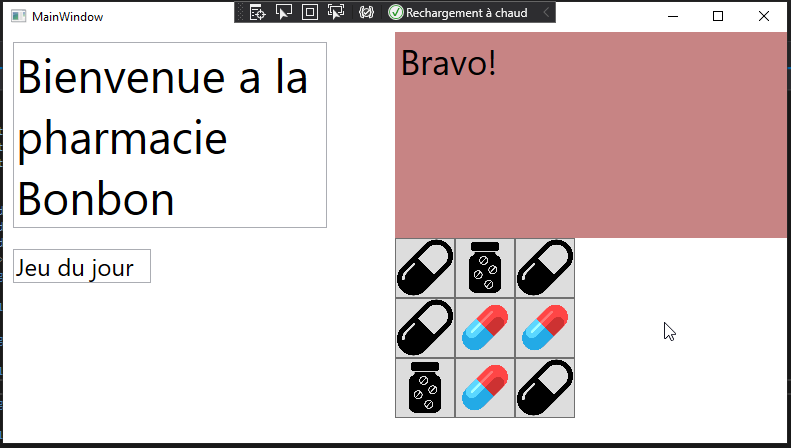 MainWindow
Rechargement à chaud
Bienvenue a la
pharmacie
Bonbon
Jeu du jour
Bravo!